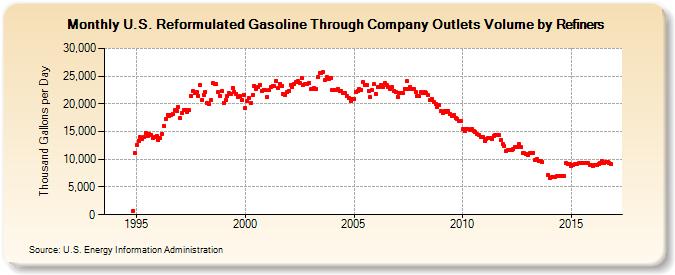 Monthly U.S. Reformulated Gasoline Through Company Outlets Volume by Refiners
Thousand Gallons per Day
30,000
25,000
20,000
15,000
10,000
5,000
0
1995 2000 2005 2010 2015
Source: U.S. Energy Information Administration